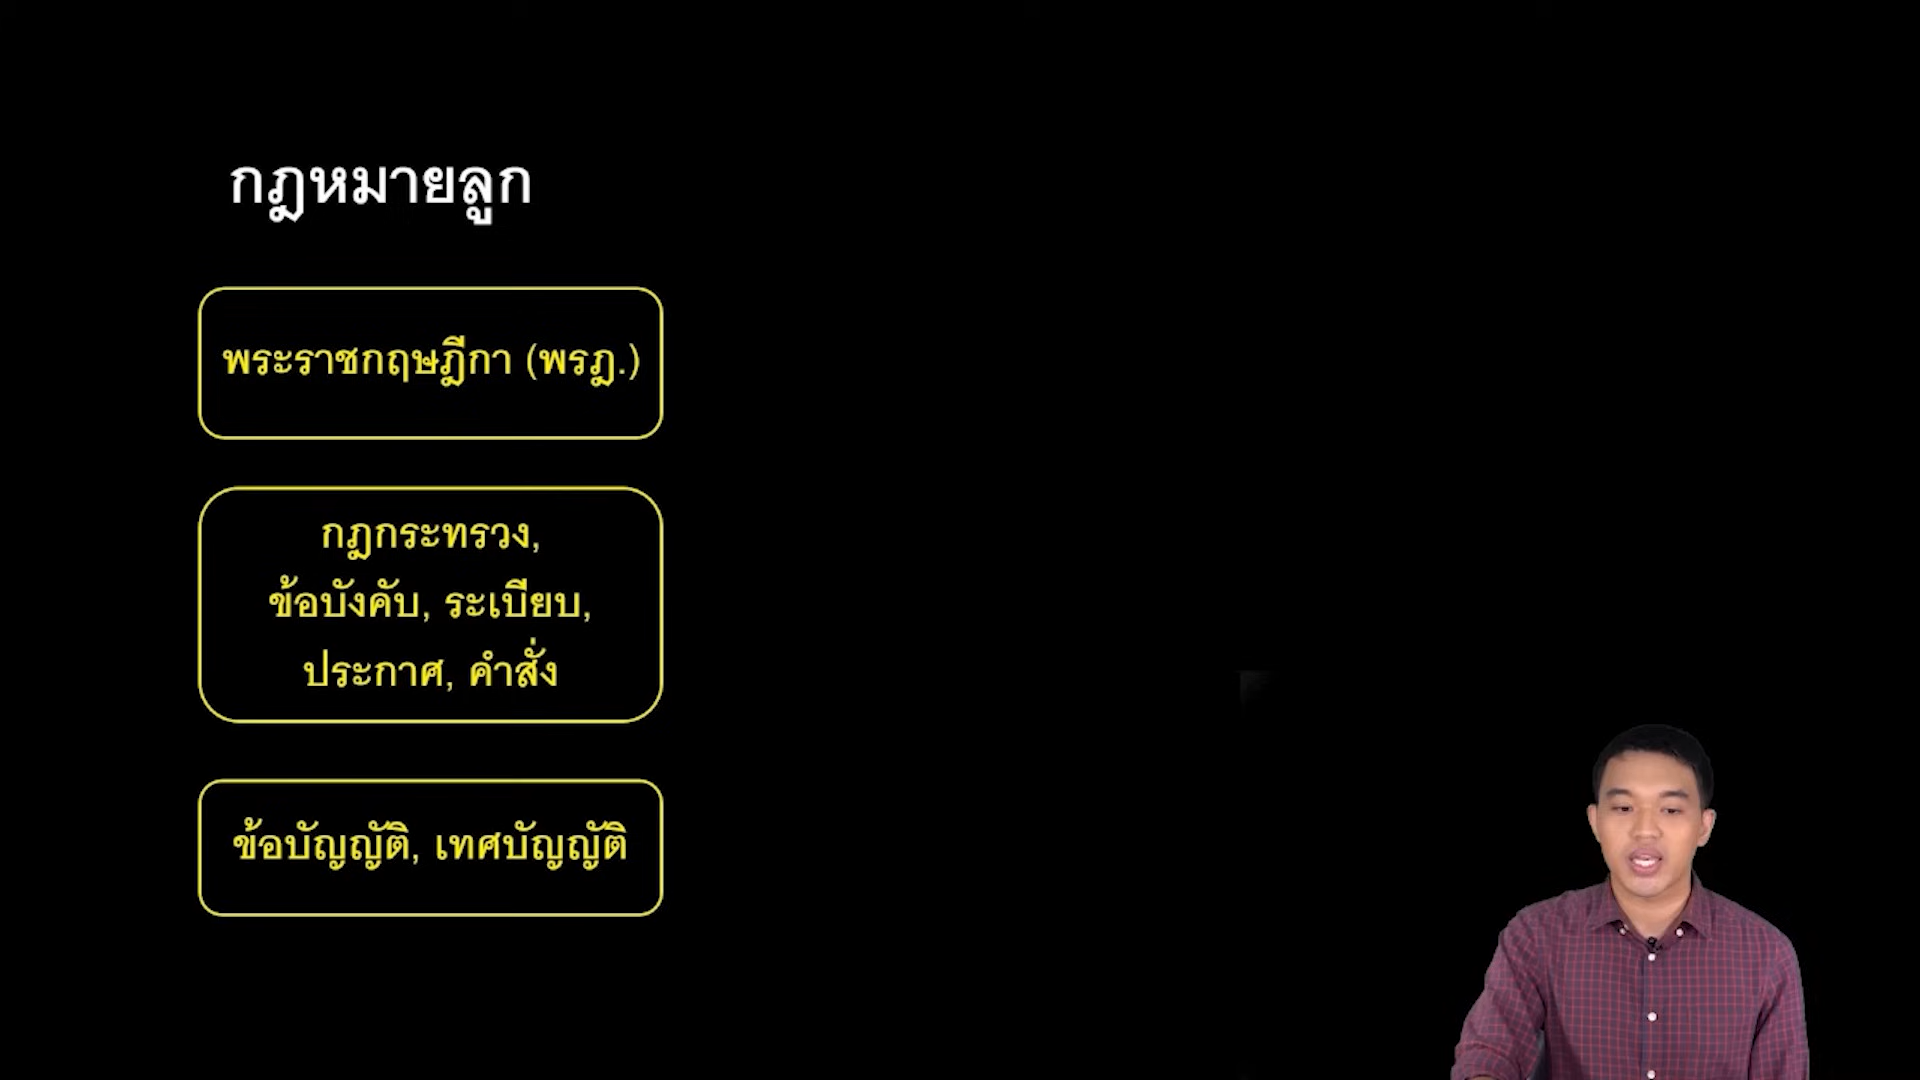 กฎหมายลูก
พระราชกฤษฎีกา (พรฎ.)
กฎกระทรวง,
ข้อบังคับ, ระเบียบ,
ประกาศ, คำสั่ง
ข้อบัญญัติ, เทศบัญญัติ